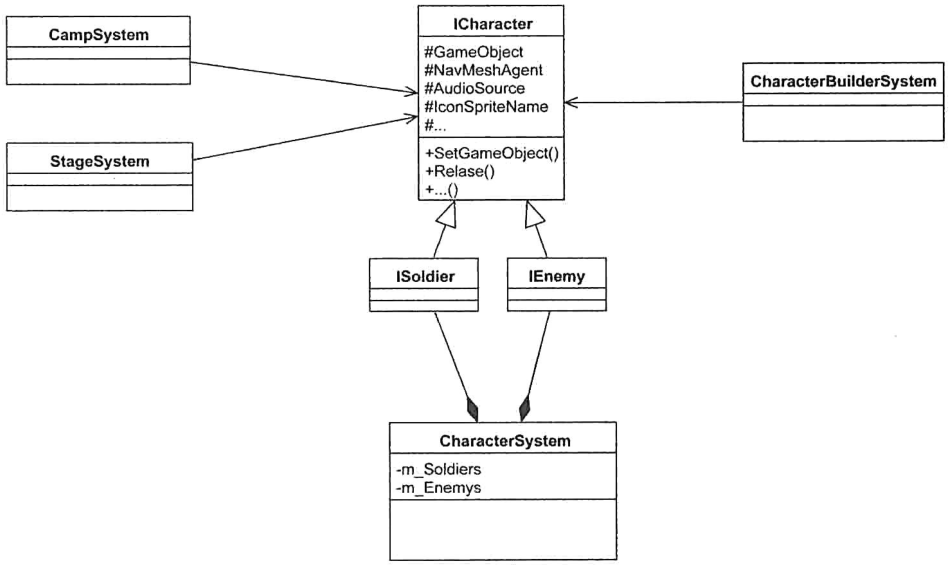 CampSystem
StageSystem
ICharacter
#GameObject
#NavMeshAgent
#AudioSource
#IconSpriteName
#...
+SetGameObject()
+Relase()
+...()
CharacterBuilderSystem
ISoldier
IEnemy
CharacterSystem
-m_Soldiers
-m_Enemys